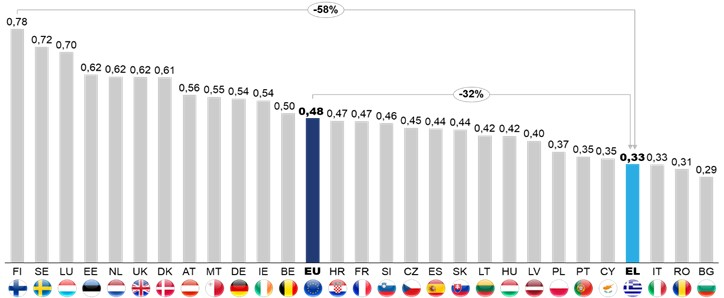 -58%
-32%
0,78 0,72 0,70 0,62 0,62 0,62 0,61 0,56 0,55 0,54 0,54 0,50 0,48 0,47 0,47 0,46 0,45 0,44 0,44 0,42 0,42 0,40 0,37 0,35 0,35 0,33 0,33 0,31 0,29
FI SE LU EE NL UK DK AT MT DE IE BE EU HR FR SI CZ ES SK LT HU LV PL PT CY EL IT RO BG